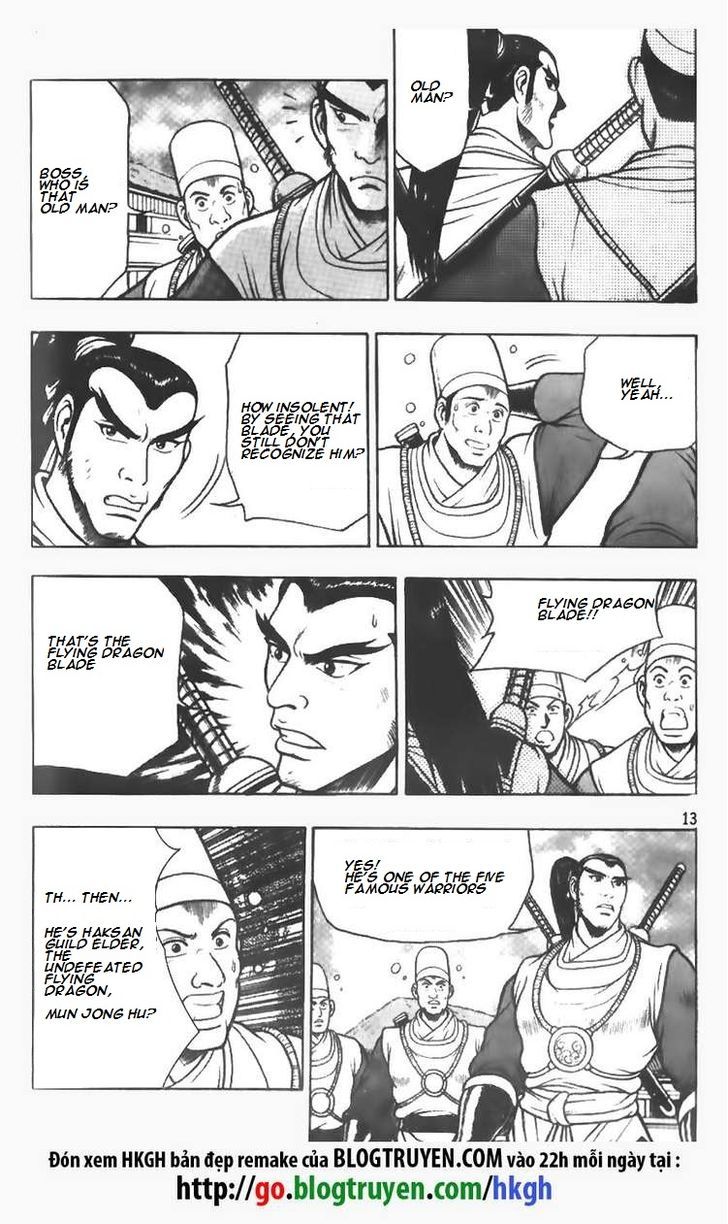 BOSS,
WHO IS
THAT
OLD MAN?
OLD
MAN?
HOW INSOLENT!
BY SEEING THAT
BLADE, YOU
STILL DON'T
RECOGNIZE HIM?
WELL,
YEAH...
THAT'S THE
FLYING DRAGON
BLADE
FLYING DRAGON
BLADE!!
13
TH... THEN...
HE'S HAKSAN
GUILD ELDER,
THE
UNDEFEATED
FLYING
DRAGON,
MUN JONG HU?
YES!
HE'S ONE OF THE FIVE
FAMOUS WARRIORS
Đón xem HKGH bản đẹp remake của BLOGTRUYEN.COM vào 22h mỗi ngày tại :
http://go.blogtruyen.com/hkgh